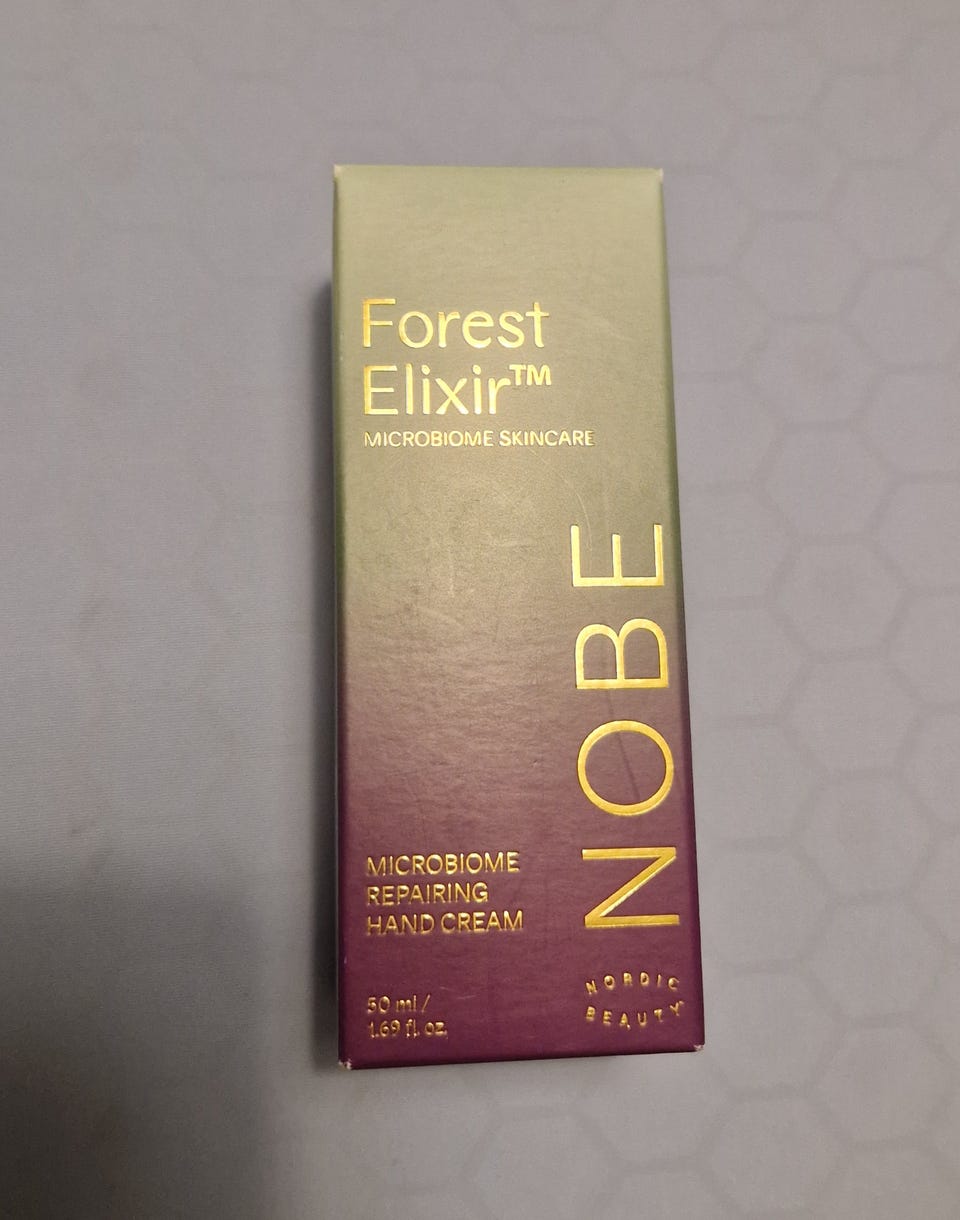 Forest
Elixir™
MICROBIOME SKINCARE
NOBE
MICROBIOME
REPAIRING
HAND CREAM
50 ml /
1.69 fl. oz.
NORDIC
BEAUTY